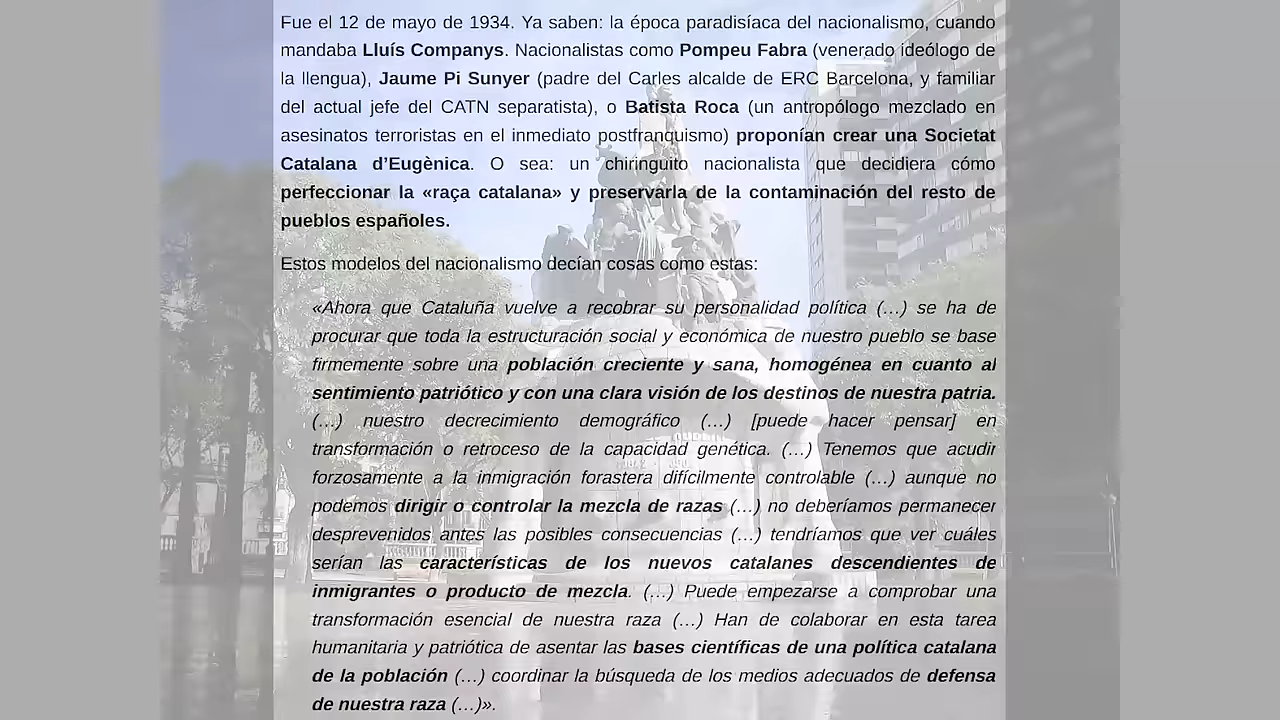 Fue el 12 de mayo de 1934. Ya saben: la época paradisíaca del nacionalismo, cuando
mandaba Lluís Companys. Nacionalistas como Pompeu Fabra (venerado ideólogo de
la llengua), Jaume Pi Sunyer (padre del Carles alcalde de ERC Barcelona, y familiar
del actual jefe del CATN separatista), o Batista Roca (un antropólogo mezclado en
asesinatos terroristas en el inmediato postfranquismo) proponían crear una Societat
Catalana d’Eugènica. O sea: un chiringuito nacionalista que decidiera cómo
perfeccionar la «raça catalana» y preservarla de la contaminación del resto de
pueblos españoles.
Estos modelos del nacionalismo decían cosas como estas:
«Ahora que Cataluña vuelve a recobrar su personalidad política (…) se ha de
procurar que toda la estructuración social y económica de nuestro pueblo se base
firmemente sobre una población creciente y sana, homogénea en cuanto al
sentimiento patriótico y con una clara visión de los destinos de nuestra patria.
(…) nuestro decrecimiento demográfico (…) [puede hacer pensar] en
transformación o retroceso de la capacidad genética. (…) Tenemos que acudir
forzosamente a la inmigración forastera difícilmente controlable (…) aunque no
podemos dirigir o controlar la mezcla de razas (…) no deberíamos permanecer
desprevenidos antes las posibles consecuencias (…) tendríamos que ver cuáles
serían las características de los nuevos catalanes descendientes de
inmigrantes o producto de mezcla. (…) Puede empezarse a comprobar una
transformación esencial de nuestra raza (…) Han de colaborar en esta tarea
humanitaria y patriótica de asentar las bases científicas de una política catalana
de la población (…) coordinar la búsqueda de los medios adecuados de defensa
de nuestra raza (…)».